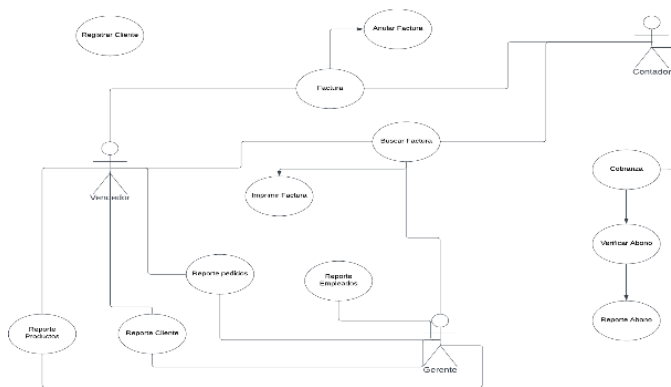 Anular Factura
Registrar Cliente
Contador
Factura
Buscar Factura
Cobranza
Imprimir Factura
Vendedor
Verificar Abono
Reporte pedidos
Reporte
Empleados
Reporte Abono
Reporte
Productos
Reporte Cliente
Gerente